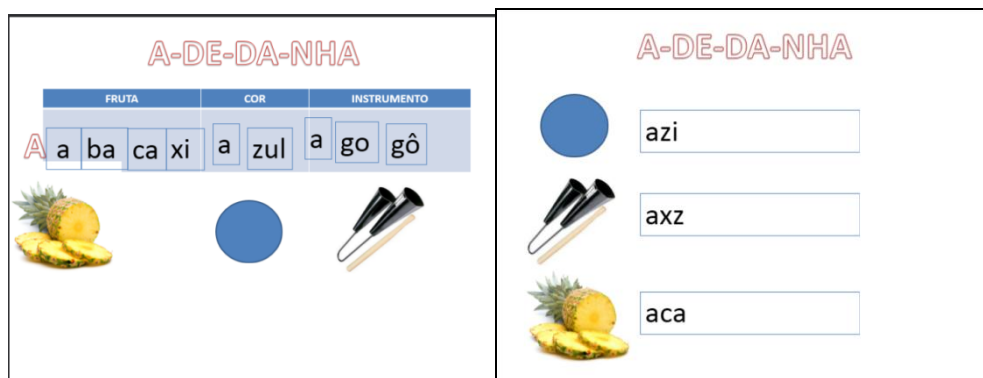 A-DE-DA-NHA
FRUTA COR INSTRUMENTO
A a ba ca xi a zul a go gô
A-DE-DA-NHA
azi
axz
aca